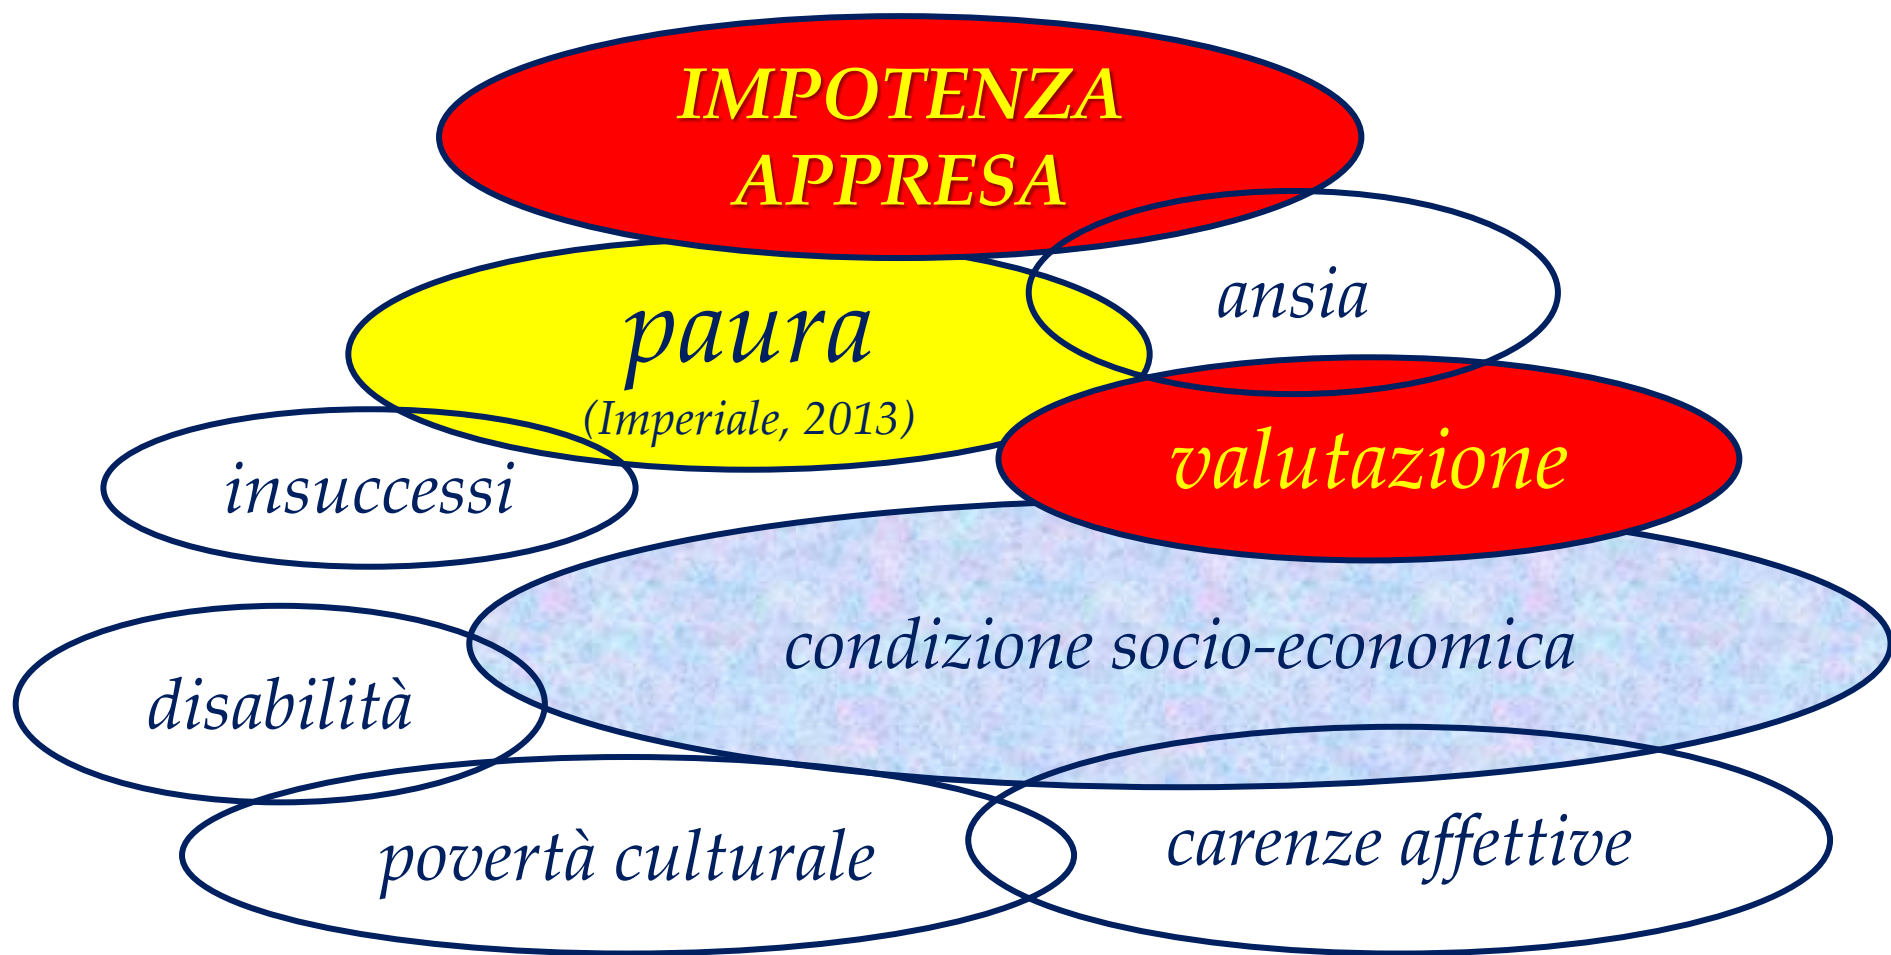 IMPOTENZA
APPRESA
ansia
paura
(Imperiale, 2013)
valutazione
insuccessi
condizione socio-economica
disabilità
povertà culturale
carenze affettive